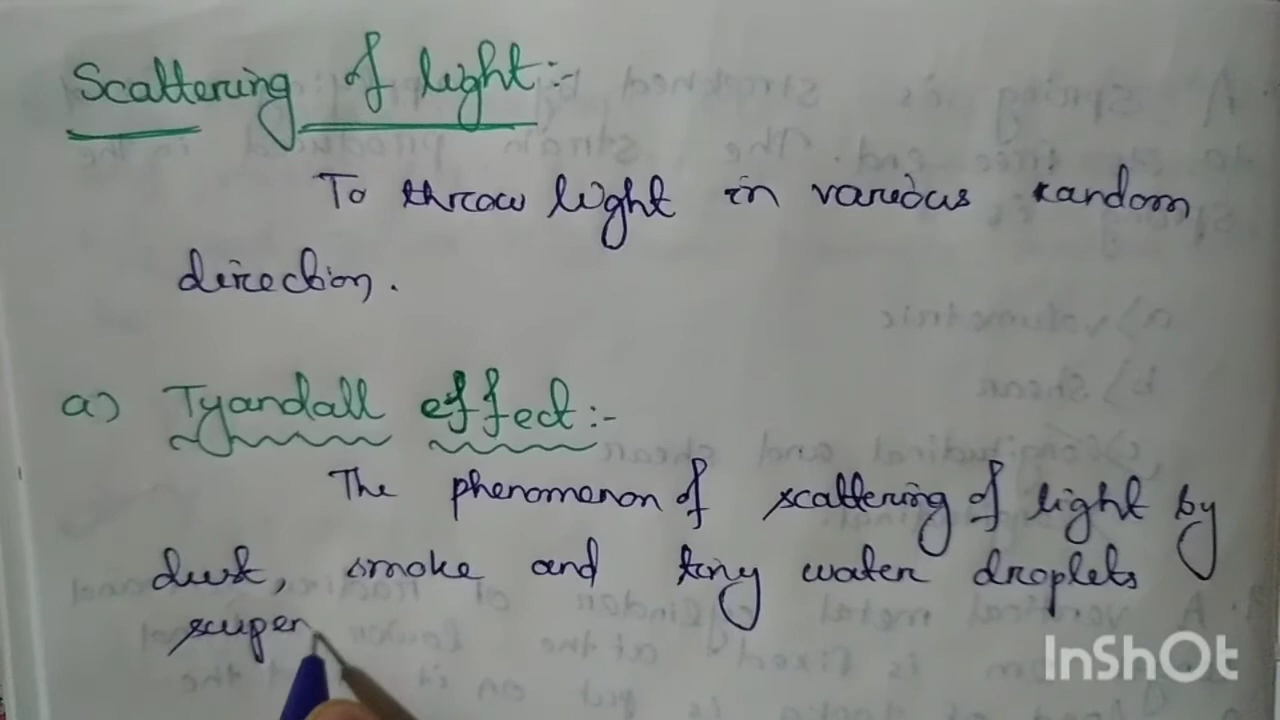 Scattering of light:-
To throw light in various random
direction.
a) Tyandall effect:-
The phenomenon of scattering of light by
dust, smoke and tiny water droplets
super
InShOt